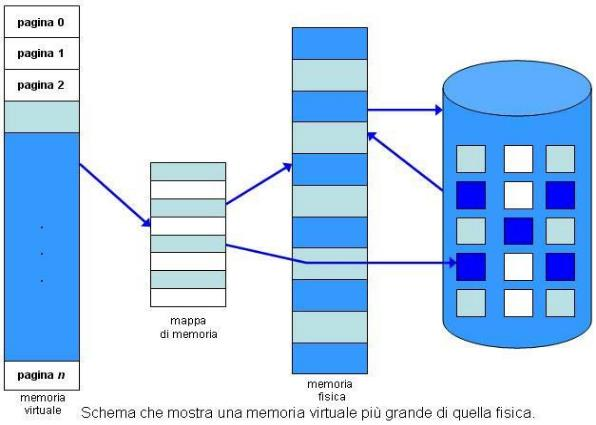 pagina 0
pagina 1
pagina 2
.
.
.
pagina n
memoria
virtuale
mappa
di memoria
memoria
fisica
Schema che mostra una memoria virtuale più grande di quella fisica.